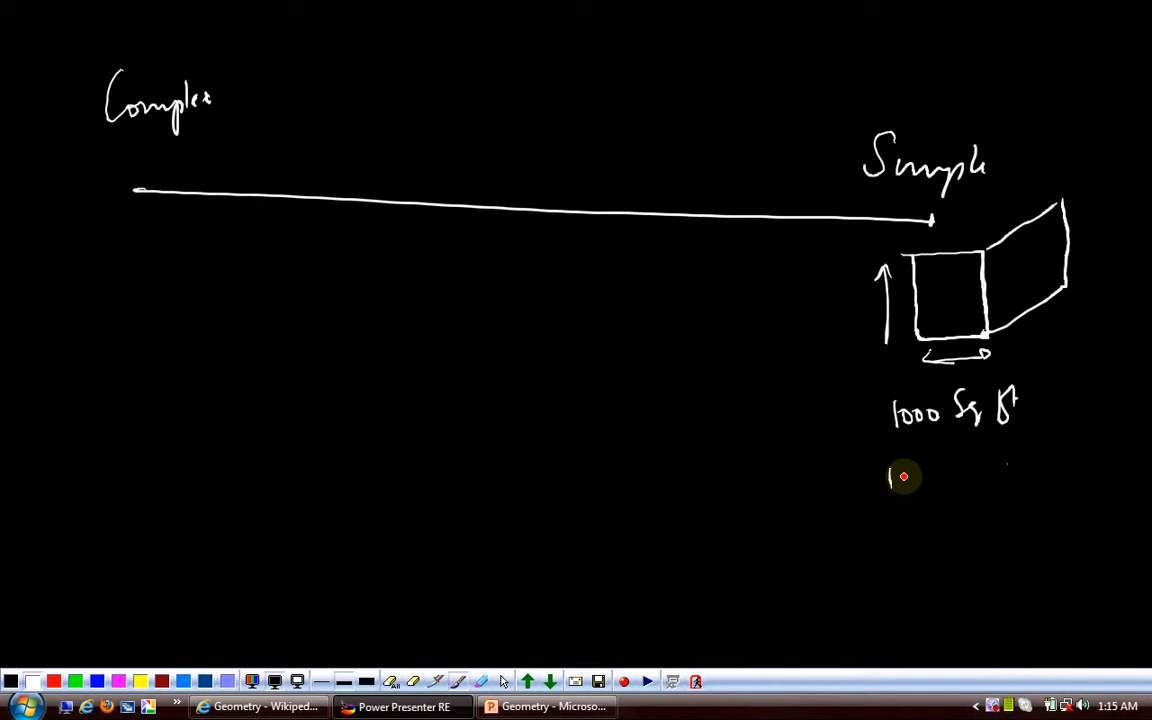 Complex
Simple
1000 Sq ft
Geometry - Wikiped...
Power Presenter RE
Geometry - Microso...
1:15 AM